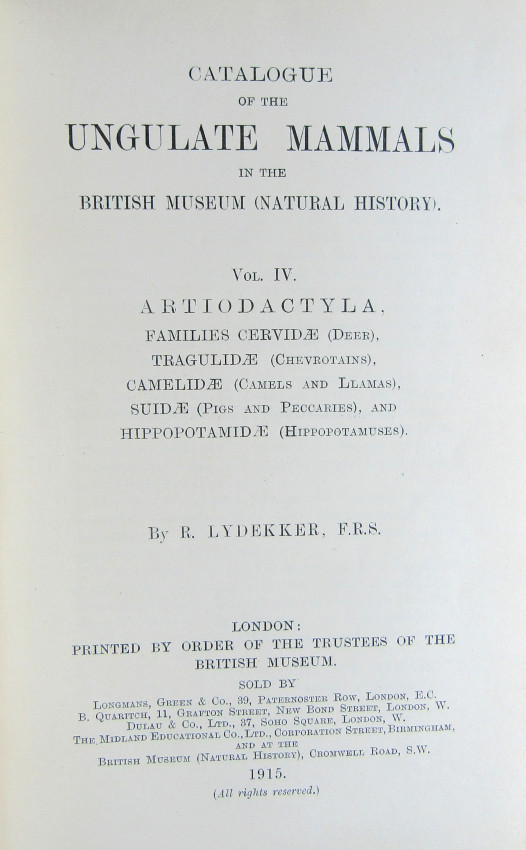 CATALOGUE
OF THE
UNGULATE MAMMALS
IN THE
BRITISH MUSEUM (NATURAL HISTORY).
VOL. IV.
ARTIODACTYLA,
FAMILIES CERVIDÆ (DEER),
TRAGULIDÆ (CHEVROTAINS),
CAMELIDÆ (CAMELS AND LLAMAS),
SUIDÆ (PIGS AND PECCARIES), AND
HIPPOPOTAMIDÆ (HIPPOPOTAMUSES).
By R. LYDEKKER, F.R.S.
LONDON:
PRINTED BY ORDER OF THE TRUSTEES OF THE
BRITISH MUSEUM.
SOLD BY
LONGMANS, GREEN & CO., 39, PATERNOSTER ROW, LONDON, E.C.
B. QUARITCH, 11, GRAFTON STREET, NEW BOND STREET, LONDON, W.
DULAU & CO., LTD., 37, SOHO SQUARE, LONDON, W.
THE MIDLAND EDUCATIONAL CO., LTD., CORPORATION STREET, BIRMINGHAM,
AND AT THE
BRITISH MUSEUM (NATURAL HISTORY), CROMWELL ROAD, S.W.
1915.
(All rights reserved.)